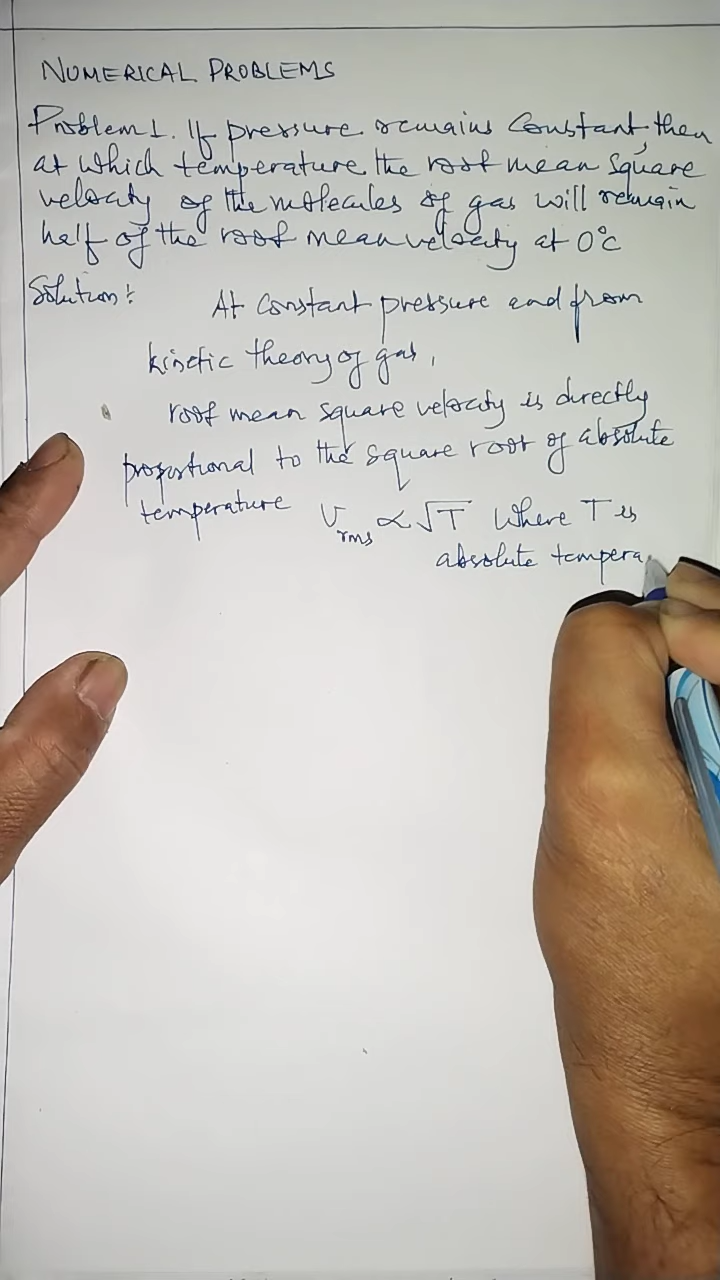 NUMERICAL PROBLEMS
Problem 1. If pressure remains Constant, then
at which temperature the root mean square
velocity of the molecules of gas will remain
half of the root mean velocity at 0°C
Solution: At Constant pressure and from
kinetic theory of gas,
root mean square velocity is directly
proportional to the square root of absolute
temperature Vrms ∝ √T Where T is
absolute tempera